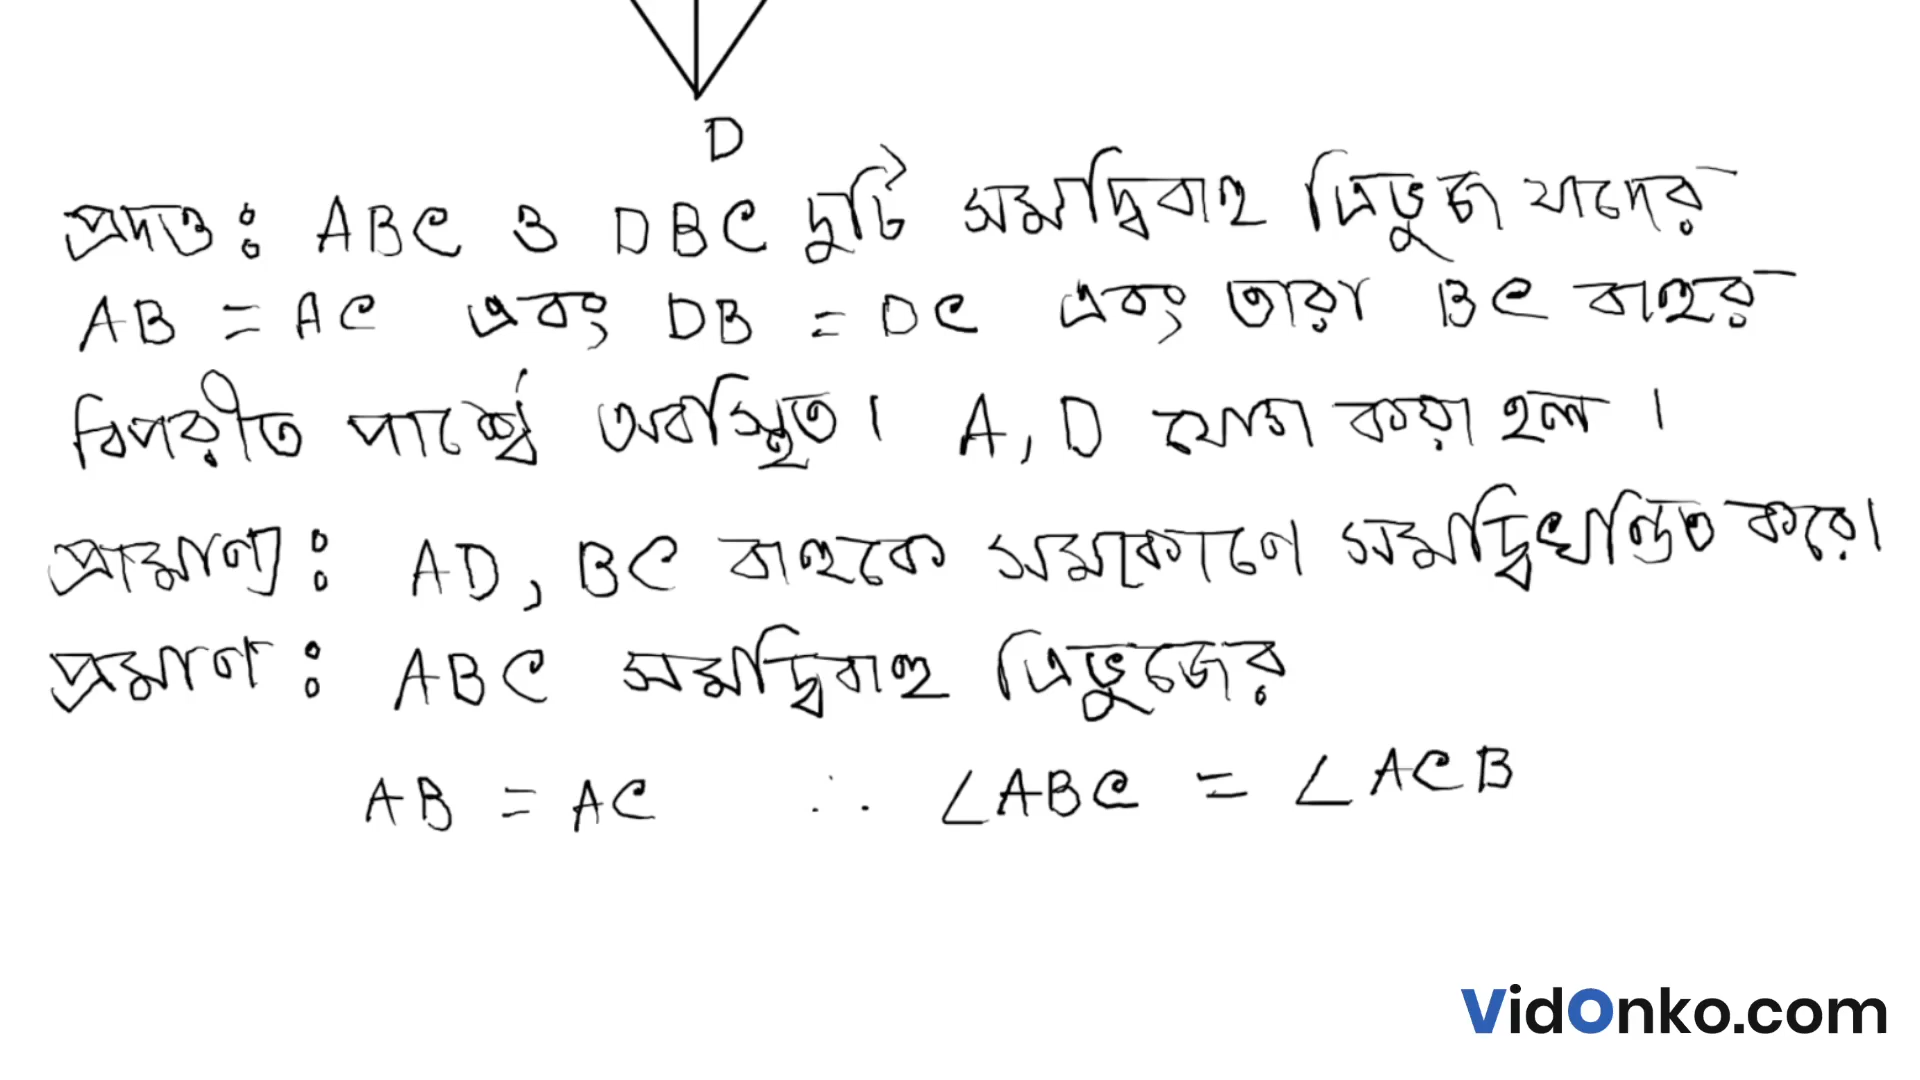 D
প্রদত্ত: ABC ও DBC দুটি সমদ্বিবাহু ত্রিভুজ যাদের
AB = AC এবং DB = DC এবং তারা BC বাহুর
বিপরীত পার্শ্বে অবস্থিত। A, D যোগ করা হল।
প্রামাণ্য: AD, BC বাহুকে সমকোণে সমদ্বিখন্ডিত করে।
প্রমাণ: ABC সমদ্বিবাহু ত্রিভুজের
AB = AC ∴ ∠ABC = ∠ACB
VidOnko.com